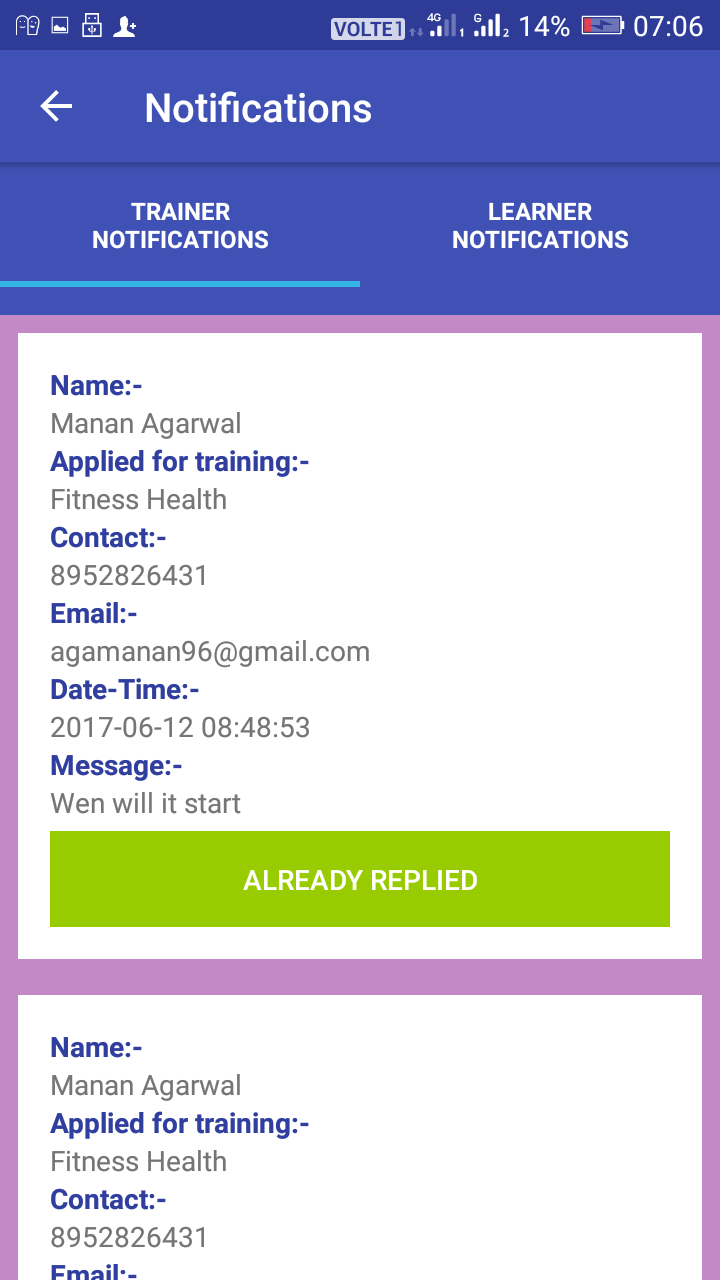 VOLTE1 4G 1 G 2 14% 07:06
Notifications
TRAINER
NOTIFICATIONS
LEARNER
NOTIFICATIONS
Name:-
Manan Agarwal
Applied for training:-
Fitness Health
Contact:-
8952826431
Email:-
agamanan96@gmail.com
Date-Time:-
2017-06-12 08:48:53
Message:-
Wen will it start
ALREADY REPLIED
Name:-
Manan Agarwal
Applied for training:-
Fitness Health
Contact:-
8952826431
Email:-